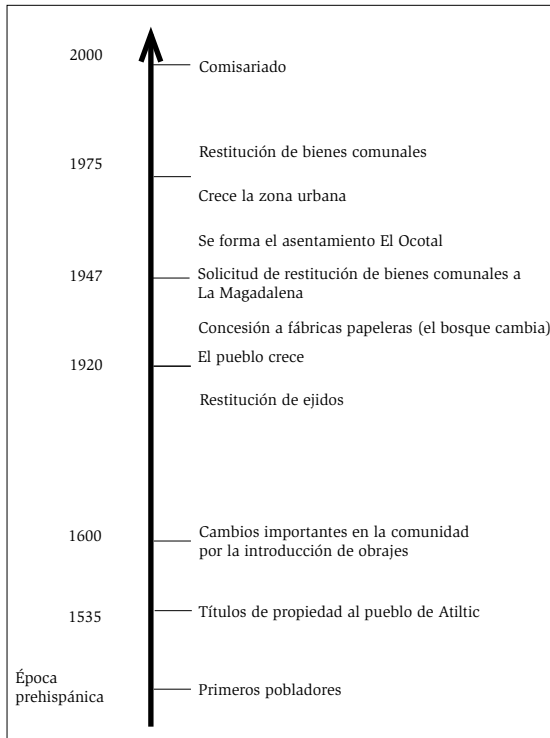 2000
Comisariado
Restitución de bienes comunales
1975
Crece la zona urbana
Se forma el asentamiento El Ocotal
1947
Solicitud de restitución de bienes comunales a
La Magadalena
Concesión a fábricas papeleras (el bosque cambia)
El pueblo crece
1920
Restitución de ejidos
1600
Cambios importantes en la comunidad
por la introducción de obrajes
1535
Títulos de propiedad al pueblo de Atiltic
Época
prehispánica
Primeros pobladores